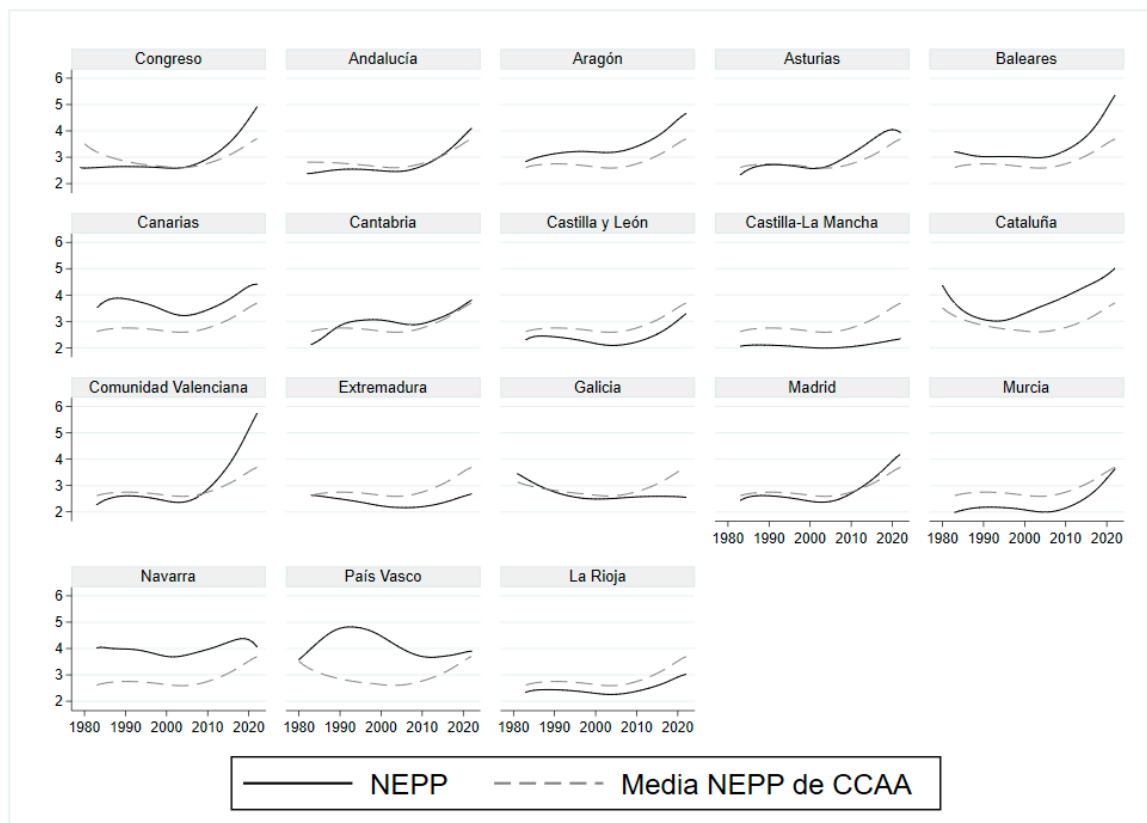 Congreso Andalucía Aragón Asturias Baleares
6
5
4
3
2
Canarias Cantabria Castilla y León Castilla-La Mancha Cataluña
6
5
4
3
2
Comunidad Valenciana Extremadura Galicia Madrid Murcia
6
5
4
3
2
1980 1990 2000 2010 2020 1980 1990 2000 2010 2020
Navarra País Vasco La Rioja
6
5
4
3
2
1980 1990 2000 2010 2020 1980 1990 2000 2010 2020 1980 1990 2000 2010 2020
NEPP Media NEPP de CCAA